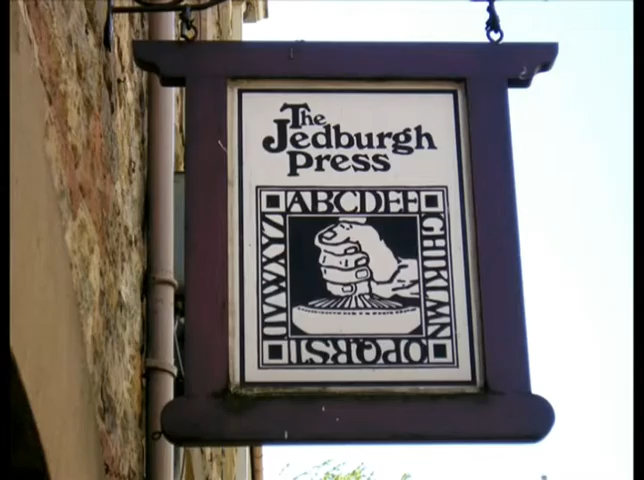 The
Jedburgh
Press
ABCDEF
GHIKLMN
OPQRST
UVWXYZ